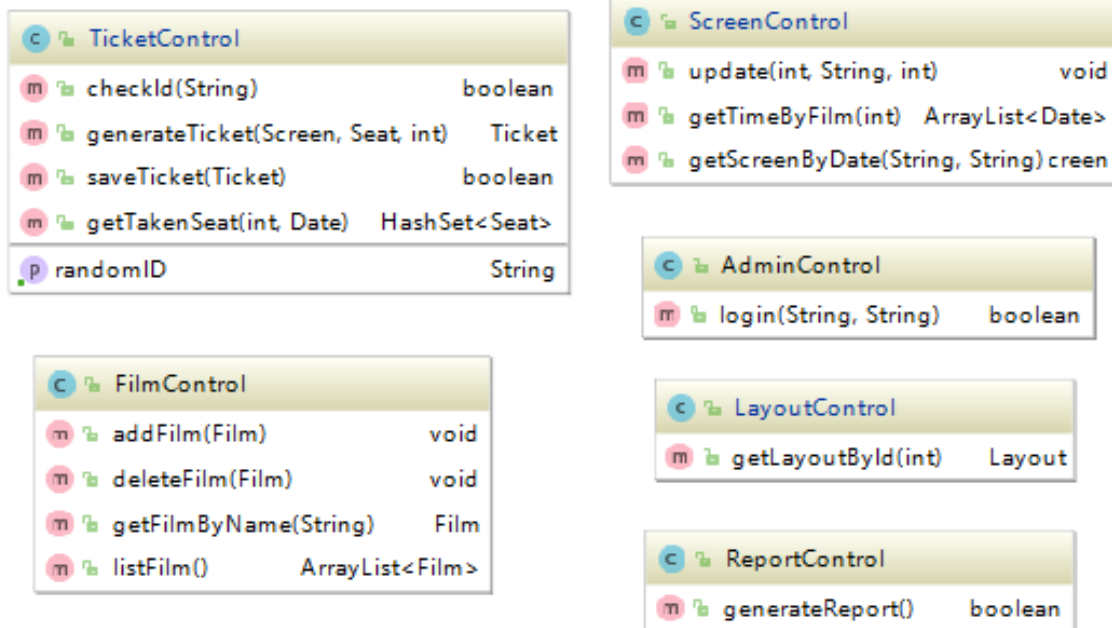 TicketControl
checkId(String) boolean
generateTicket(Screen, Seat, int) Ticket
saveTicket(Ticket) boolean
getTakenSeat(int, Date) HashSet<Seat>
randomID String
ScreenControl
update(int, String, int) void
getTimeByFilm(int) ArrayList<Date>
getScreenByDate(String, String) creen
AdminControl
login(String, String) boolean
FilmControl
addFilm(Film) void
deleteFilm(Film) void
getFilmByName(String) Film
listFilm() ArrayList<Film>
LayoutControl
getLayoutById(int) Layout
ReportControl
generateReport() boolean